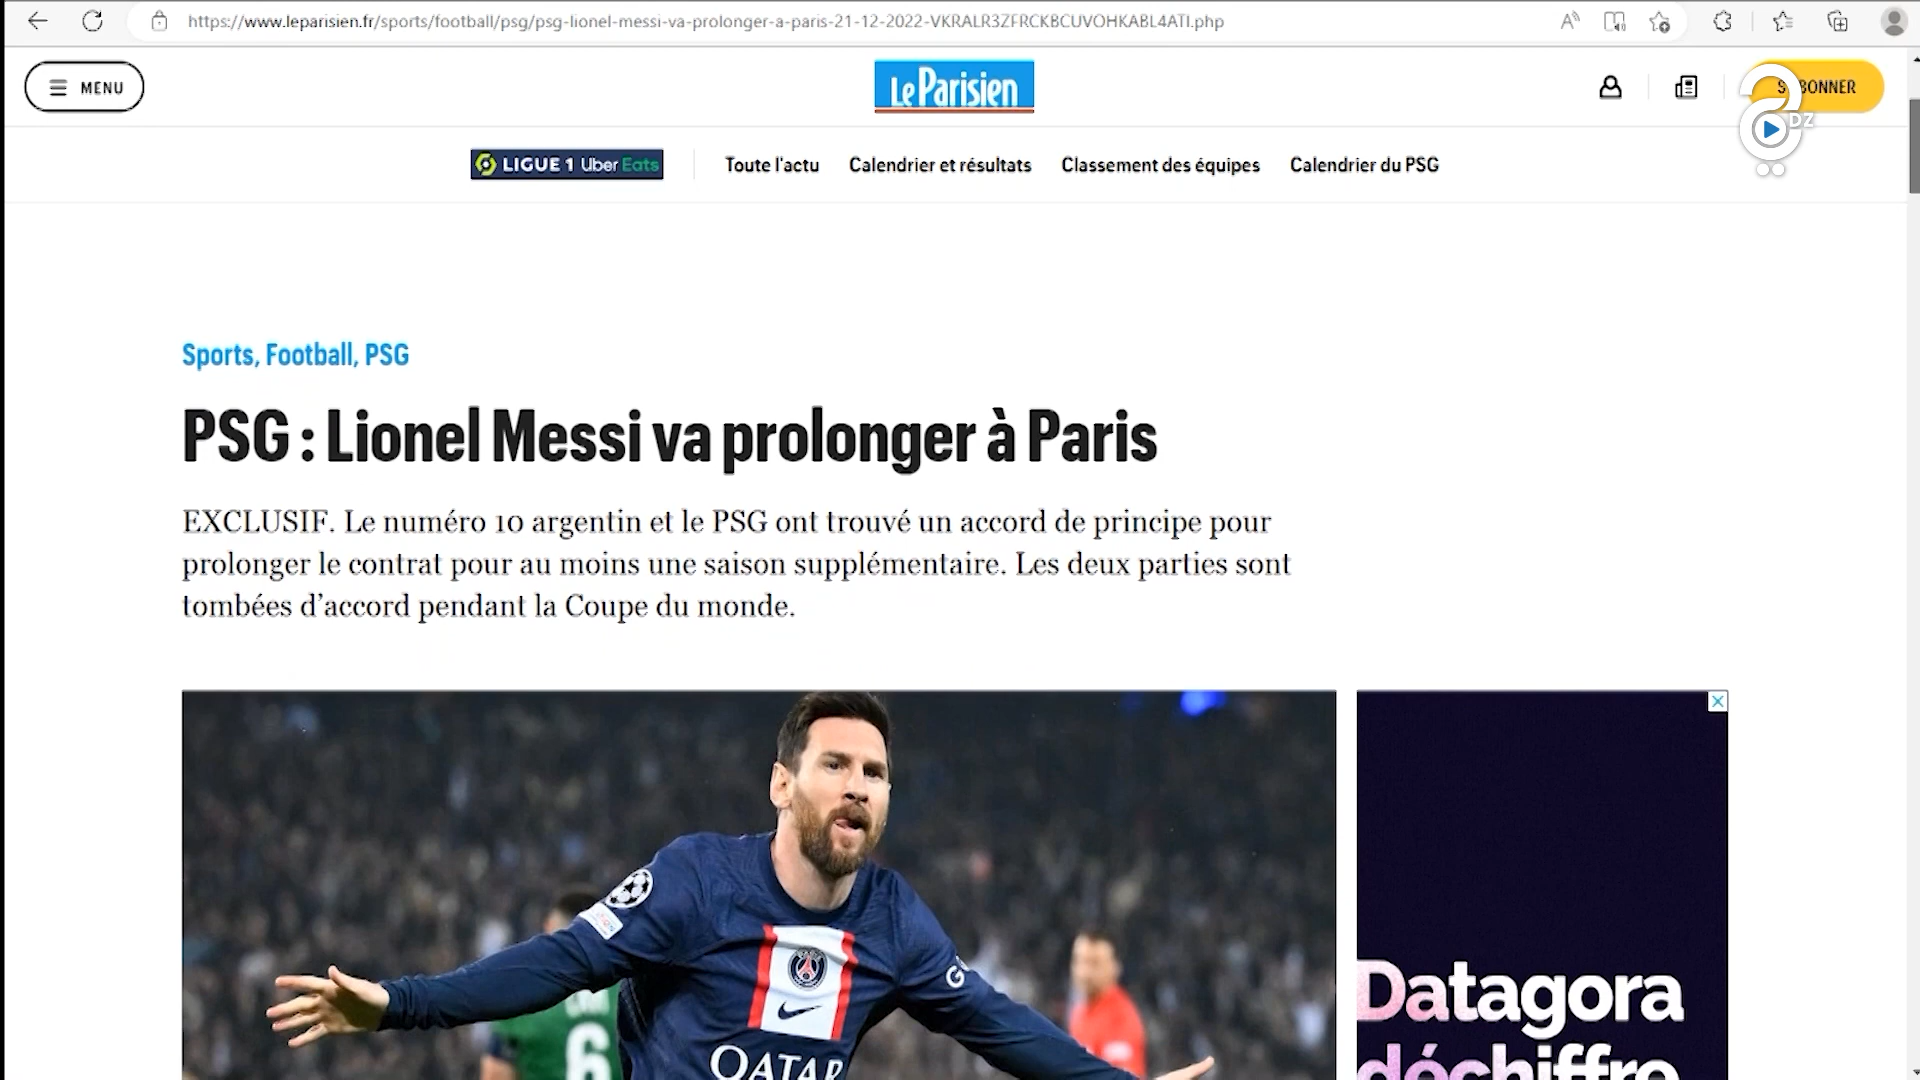 https://www.leparisien.fr/sports/football/psg/psg-lionel-messi-va-prolonger-a-paris-21-12-2022-VKRALR3ZFRCKBCUVOHKABL4ATI.php
MENU
Le Parisien
DZ
LIGUE 1 Uber Eats
Toute l'actu
Calendrier et résultats
Classement des équipes
Calendrier du PSG
Sports, Football, PSG
PSG : Lionel Messi va prolonger à Paris
EXCLUSIF. Le numéro 10 argentin et le PSG ont trouvé un accord de principe pour
prolonger le contrat pour au moins une saison supplémentaire. Les deux parties sont
tombées d’accord pendant la Coupe du monde.
PARIS
QATAR
6
Datagora
déchiffre